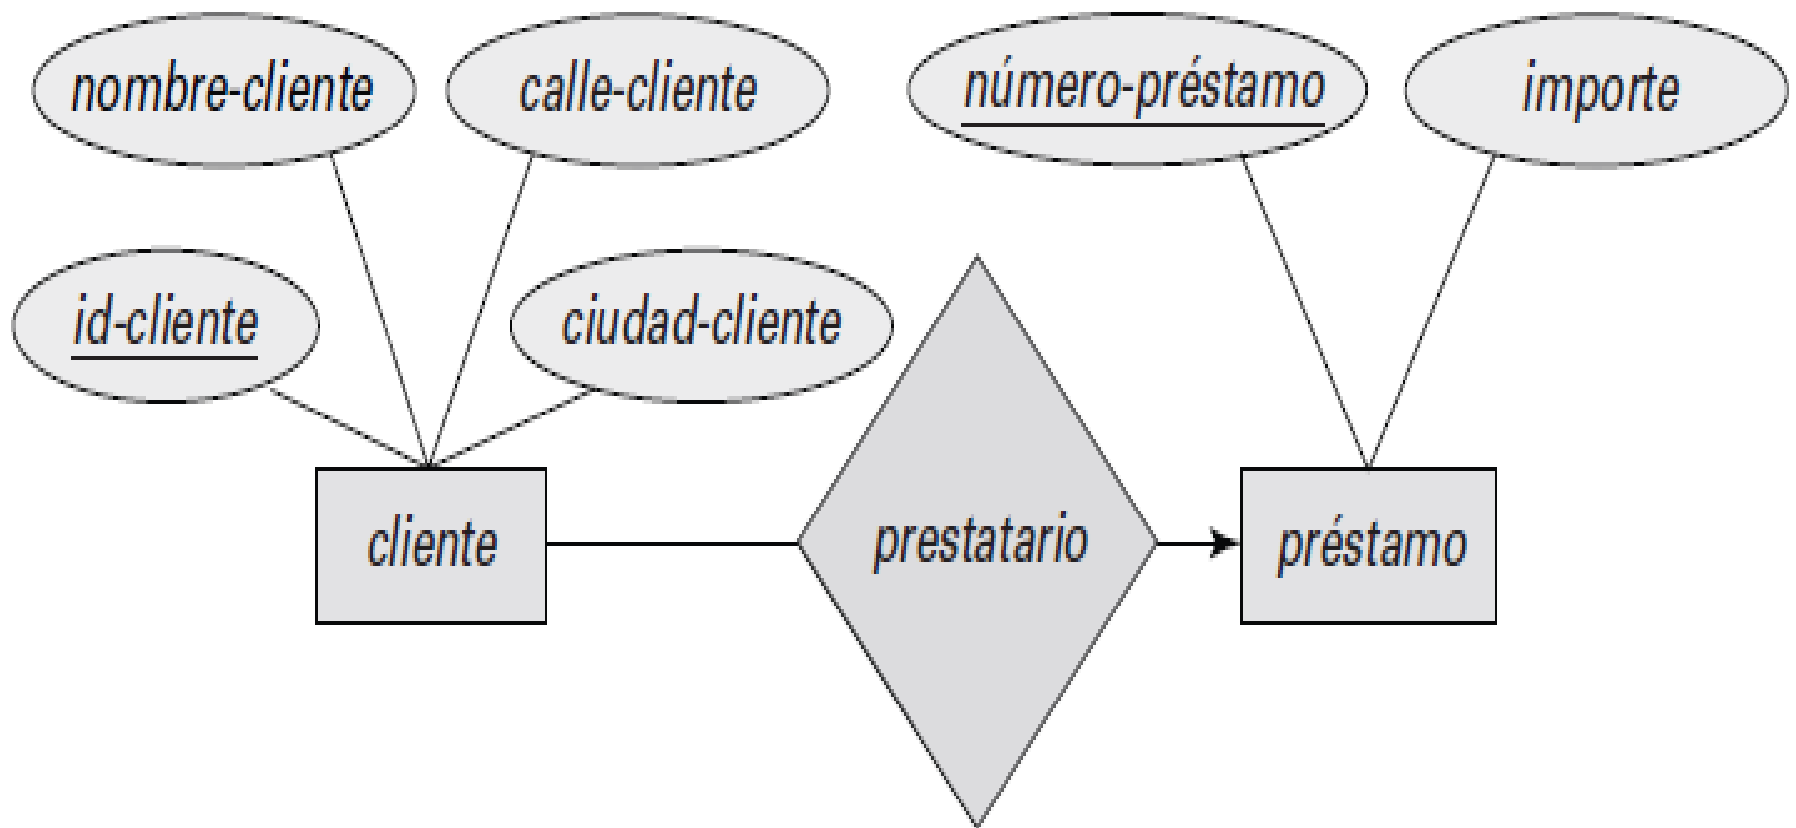 nombre-cliente
calle-cliente
número-préstamo
importe
id-cliente
ciudad-cliente
cliente
prestatario
préstamo